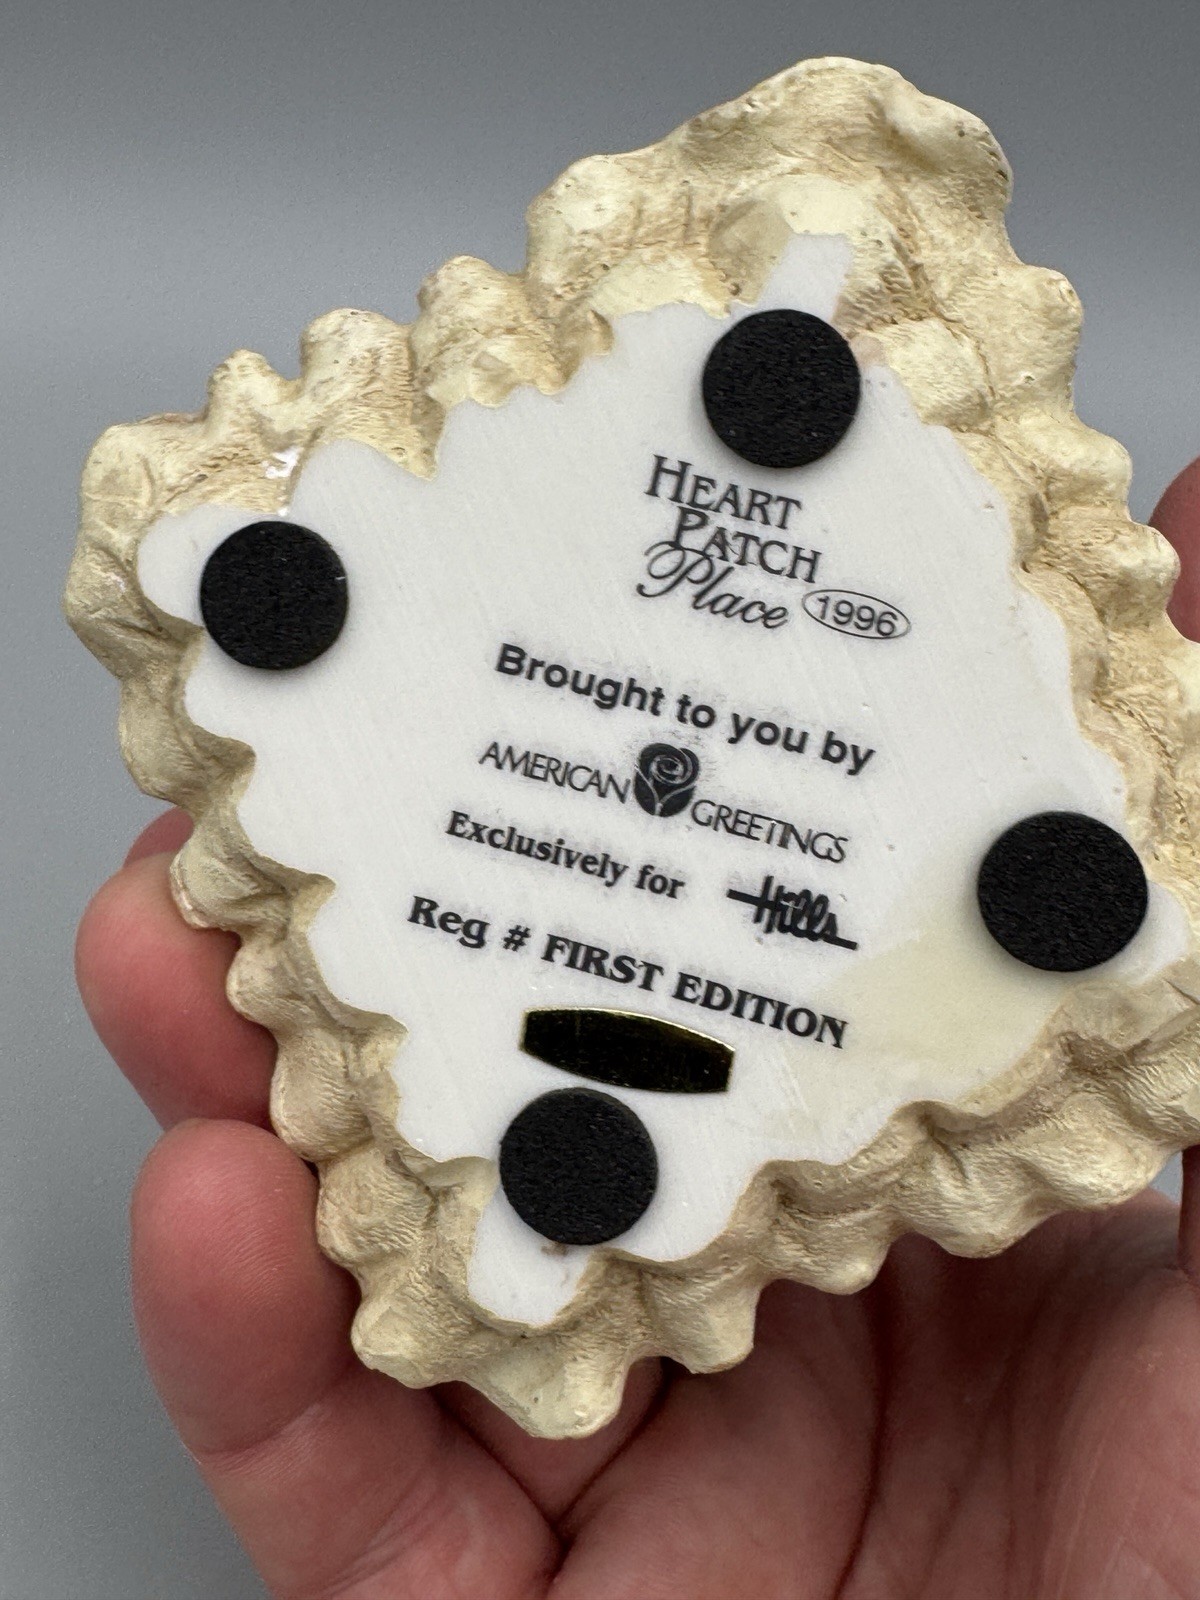 HEART
PATCH
Place 1996
Brought to you by
AMERICAN GREETINGS
Exclusively for Hills
Reg # FIRST EDITION